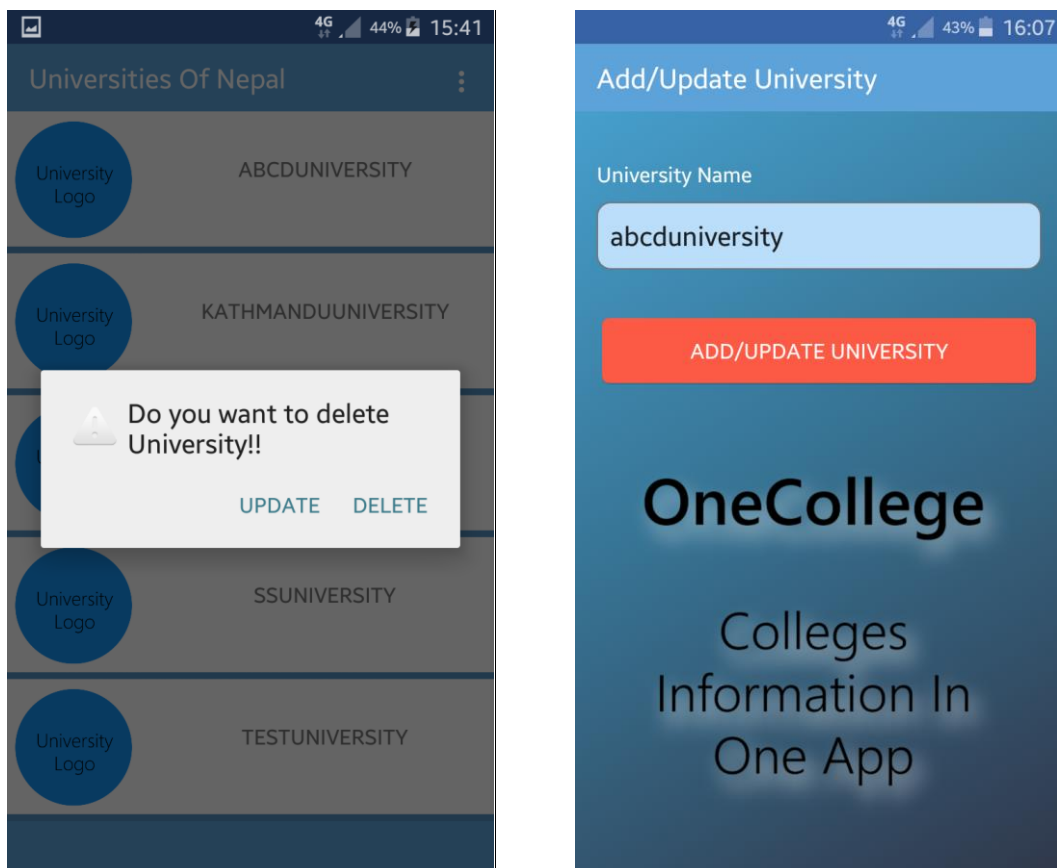 4G 44% 15:41
Universities Of Nepal
University
Logo
ABCDUNIVERSITY
University
Logo
KATHMANDUUNIVERSITY
Do you want to delete
University!!
UPDATE DELETE
University
Logo
SSUNIVERSITY
University
Logo
TESTUNIVERSITY
4G 43% 16:07
Add/Update University
University Name
abcduniversity
ADD/UPDATE UNIVERSITY
OneCollege
Colleges
Information In
One App